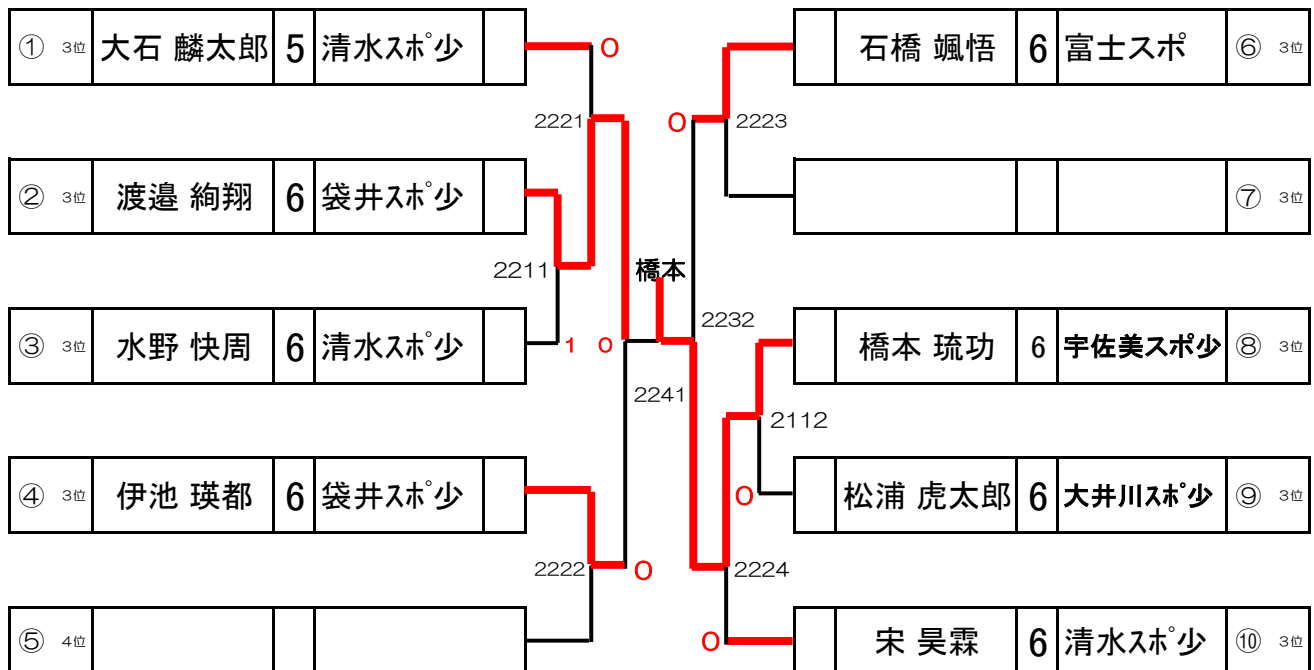 ① 3位 大石 麟太郎 5 清水スポ少
0
石橋 颯悟 6 富士スポ ⑥ 3位
2221
0
2223
② 3位 渡邉 絢翔 6 袋井スポ少
⑦ 3位
2211
橋本
2232
③ 3位 水野 快周 6 清水スポ少
1
0
橋本 琉功 6 宇佐美スポ少 ⑧ 3位
2241
2112
④ 3位 伊池 瑛都 6 袋井スポ少
0
松浦 虎太郎 6 大井川スポ少 ⑨ 3位
2222
0
2224
⑤ 4位
0
宋 昊霖 6 清水スポ少 ⑩ 3位